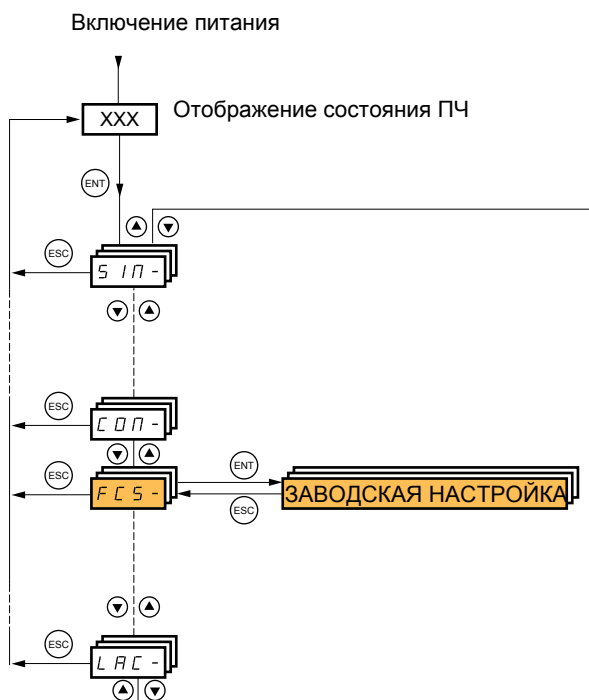 Включение питания
XXX
Отображение состояния ПЧ
ENT
ESC
SIM-
ESC
COM-
ESC
ENT
FCS-
ЗАВОДСКАЯ НАСТРОЙКА
ESC
ESC
LAC-